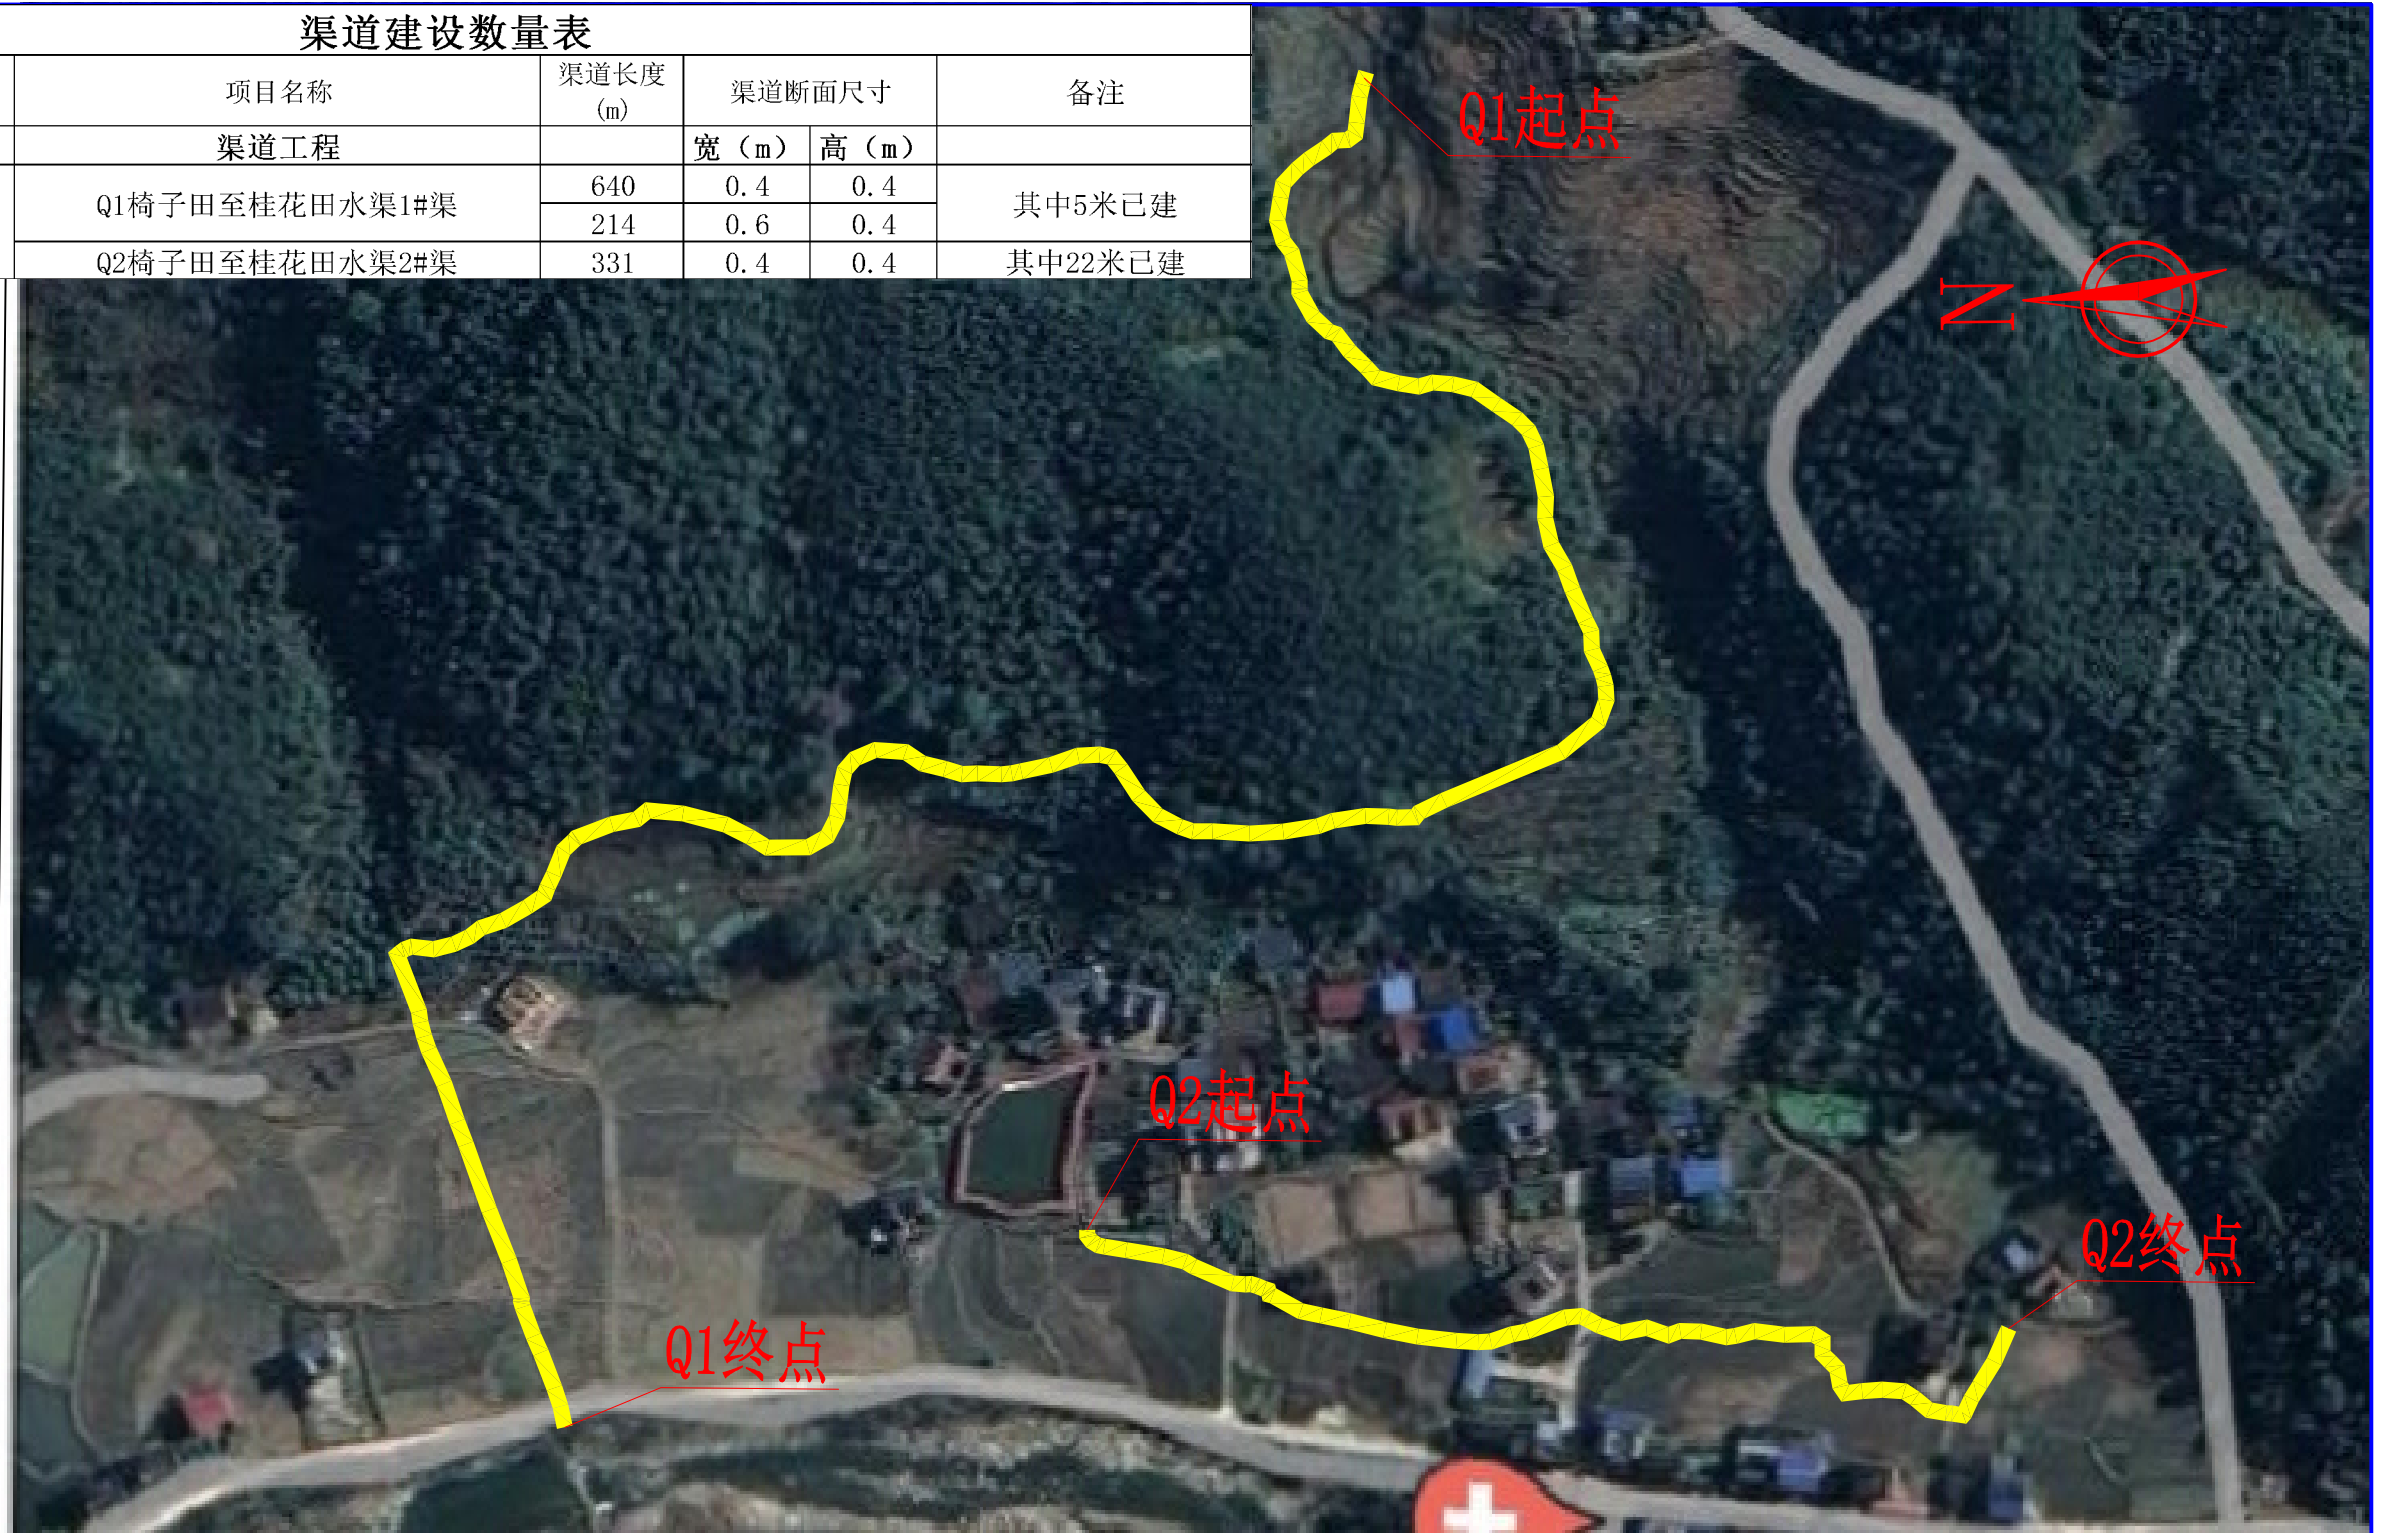 渠道建设数量表
项目名称 渠道长度(m) 渠道断面尺寸 备注
渠道工程 宽（m） 高（m）
Q1椅子田至桂花田水渠1#渠 640 0.4 0.4 其中5米已建
214 0.6 0.4
Q2椅子田至桂花田水渠2#渠 331 0.4 0.4 其中22米已建
Q1起点
N
Q2起点
Q2终点
Q1终点